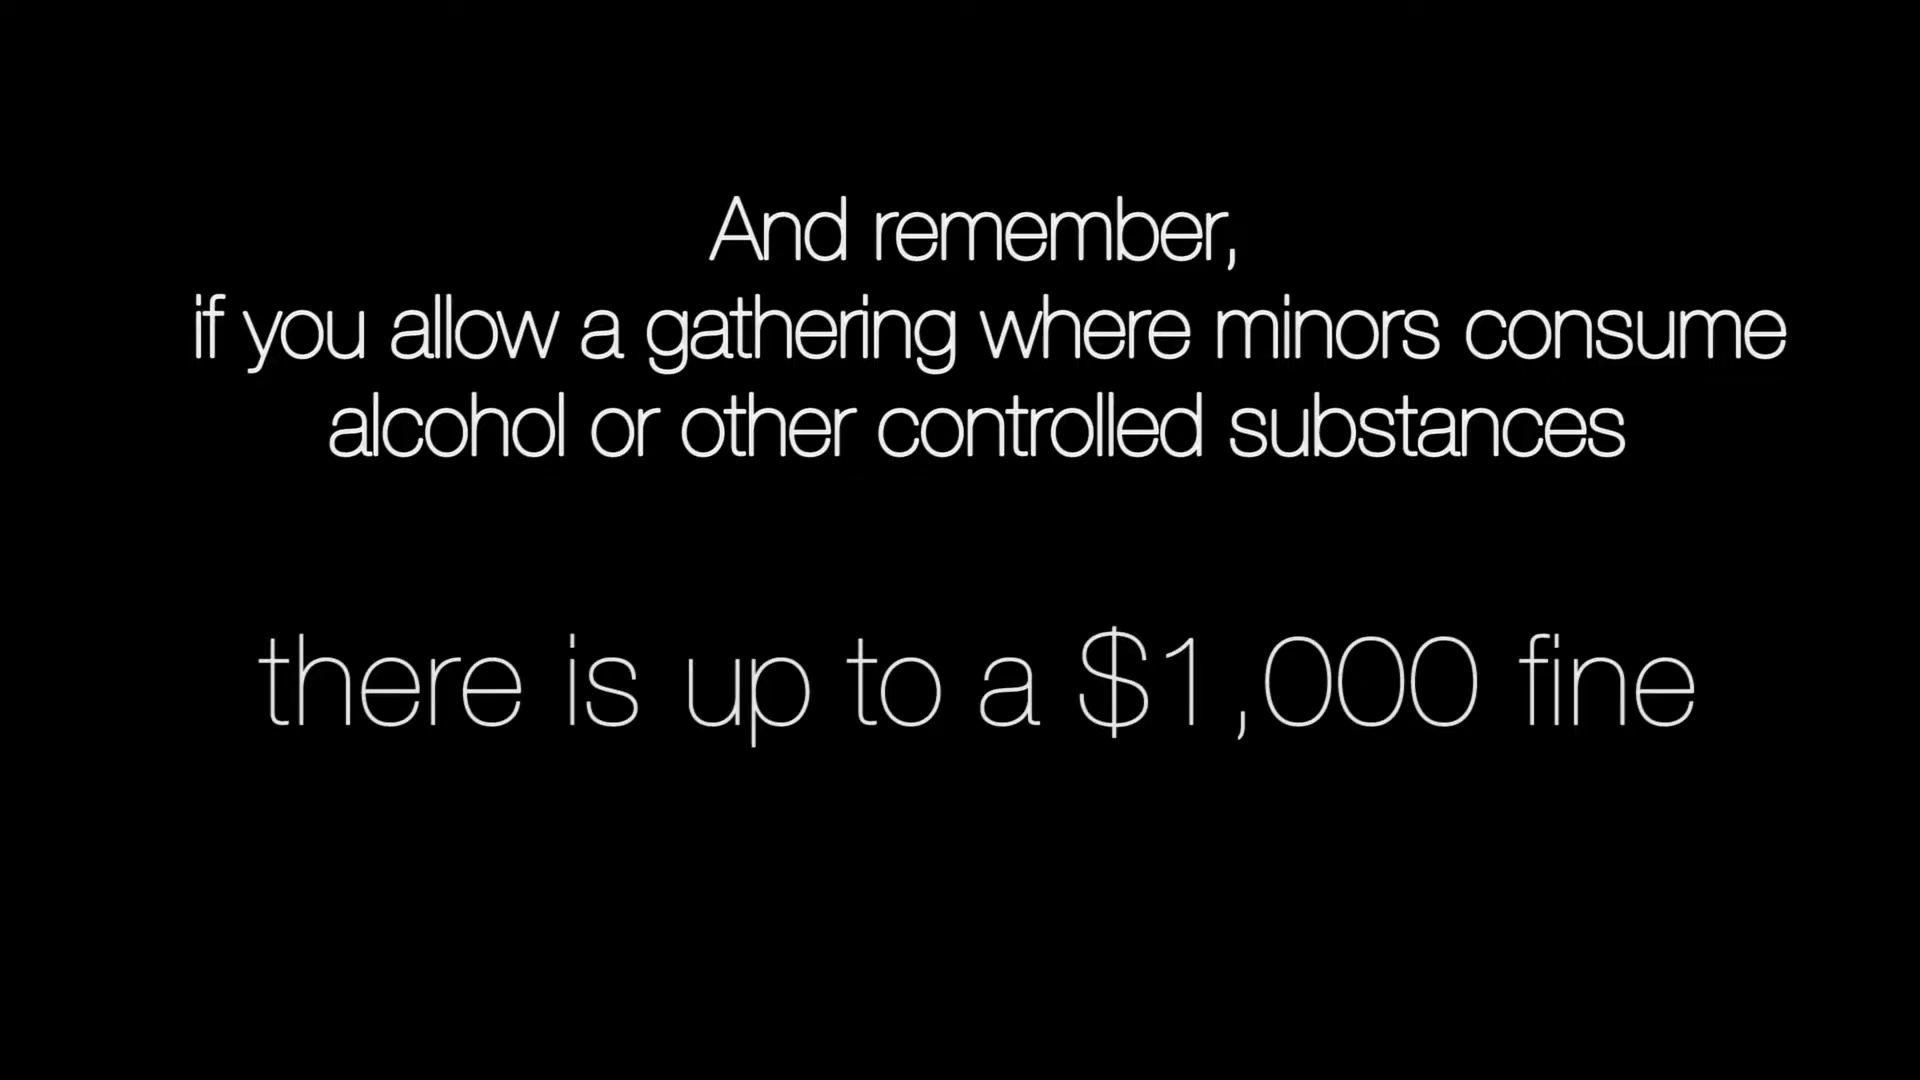 And remember,
if you allow a gathering where minors consume
alcohol or other controlled substances
there is up to a $1,000 fine